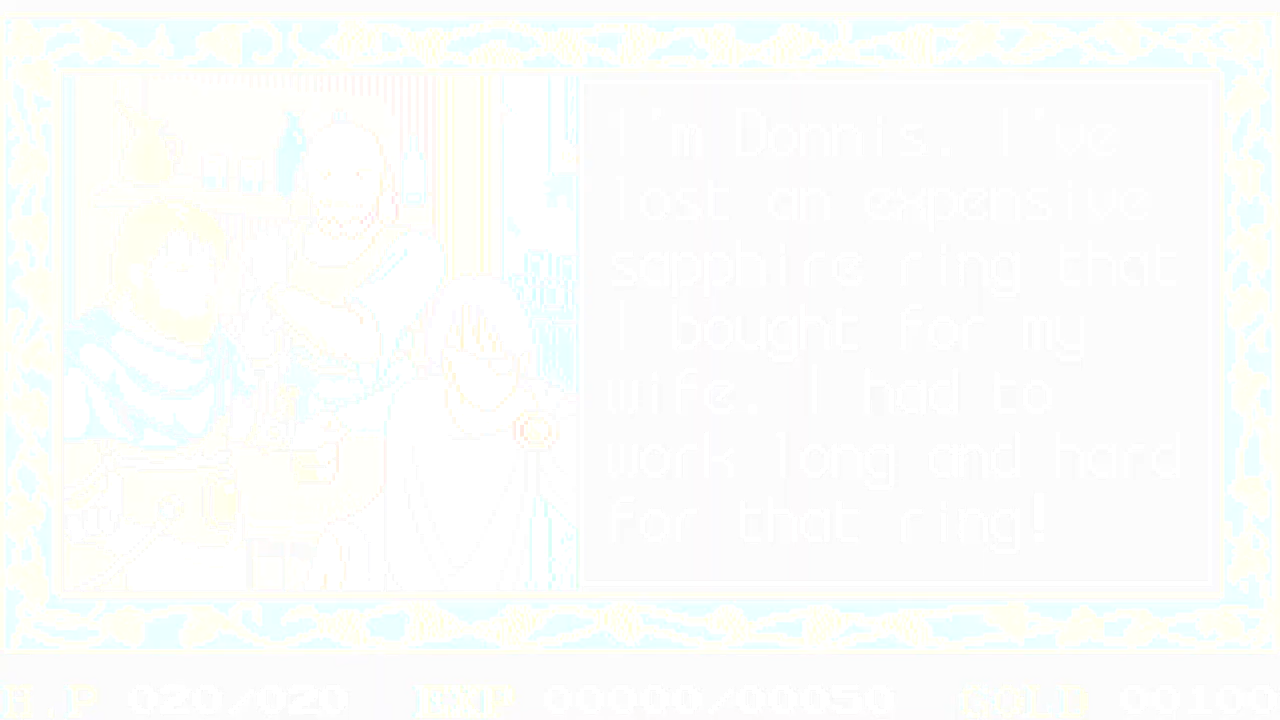 I'm Donnis. I've
lost an expensive
sapphire ring that
I bought for my
wife. I had to
work long and hard
for that ring!
H.P 020/020 EXP 00000/00050 GOLD 00100